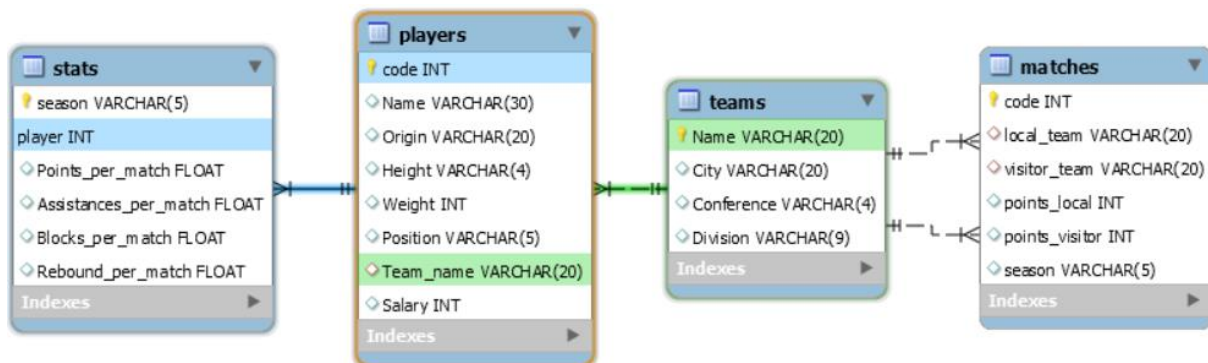 stats
season VARCHAR(5)
player INT
Points_per_match FLOAT
Assistances_per_match FLOAT
Blocks_per_match FLOAT
Rebound_per_match FLOAT
Indexes
players
code INT
Name VARCHAR(30)
Origin VARCHAR(20)
Height VARCHAR(4)
Weight INT
Position VARCHAR(5)
Team_name VARCHAR(20)
Salary INT
Indexes
teams
Name VARCHAR(20)
City VARCHAR(20)
Conference VARCHAR(4)
Division VARCHAR(9)
Indexes
matches
code INT
local_team VARCHAR(20)
visitor_team VARCHAR(20)
points_local INT
points_visitor INT
season VARCHAR(5)
Indexes